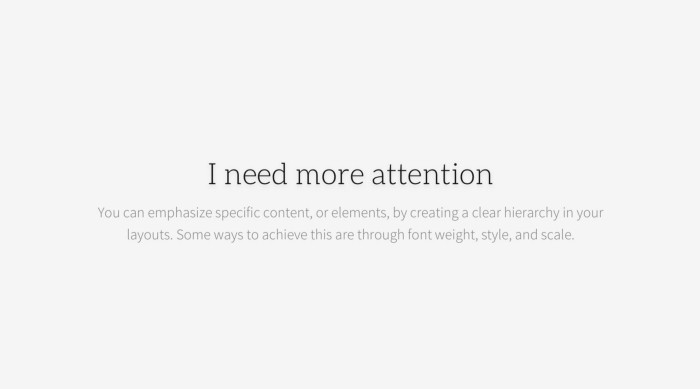 I need more attention
You can emphasize specific content, or elements, by creating a clear hierarchy in your
layouts. Some ways to achieve this are through font weight, style, and scale.